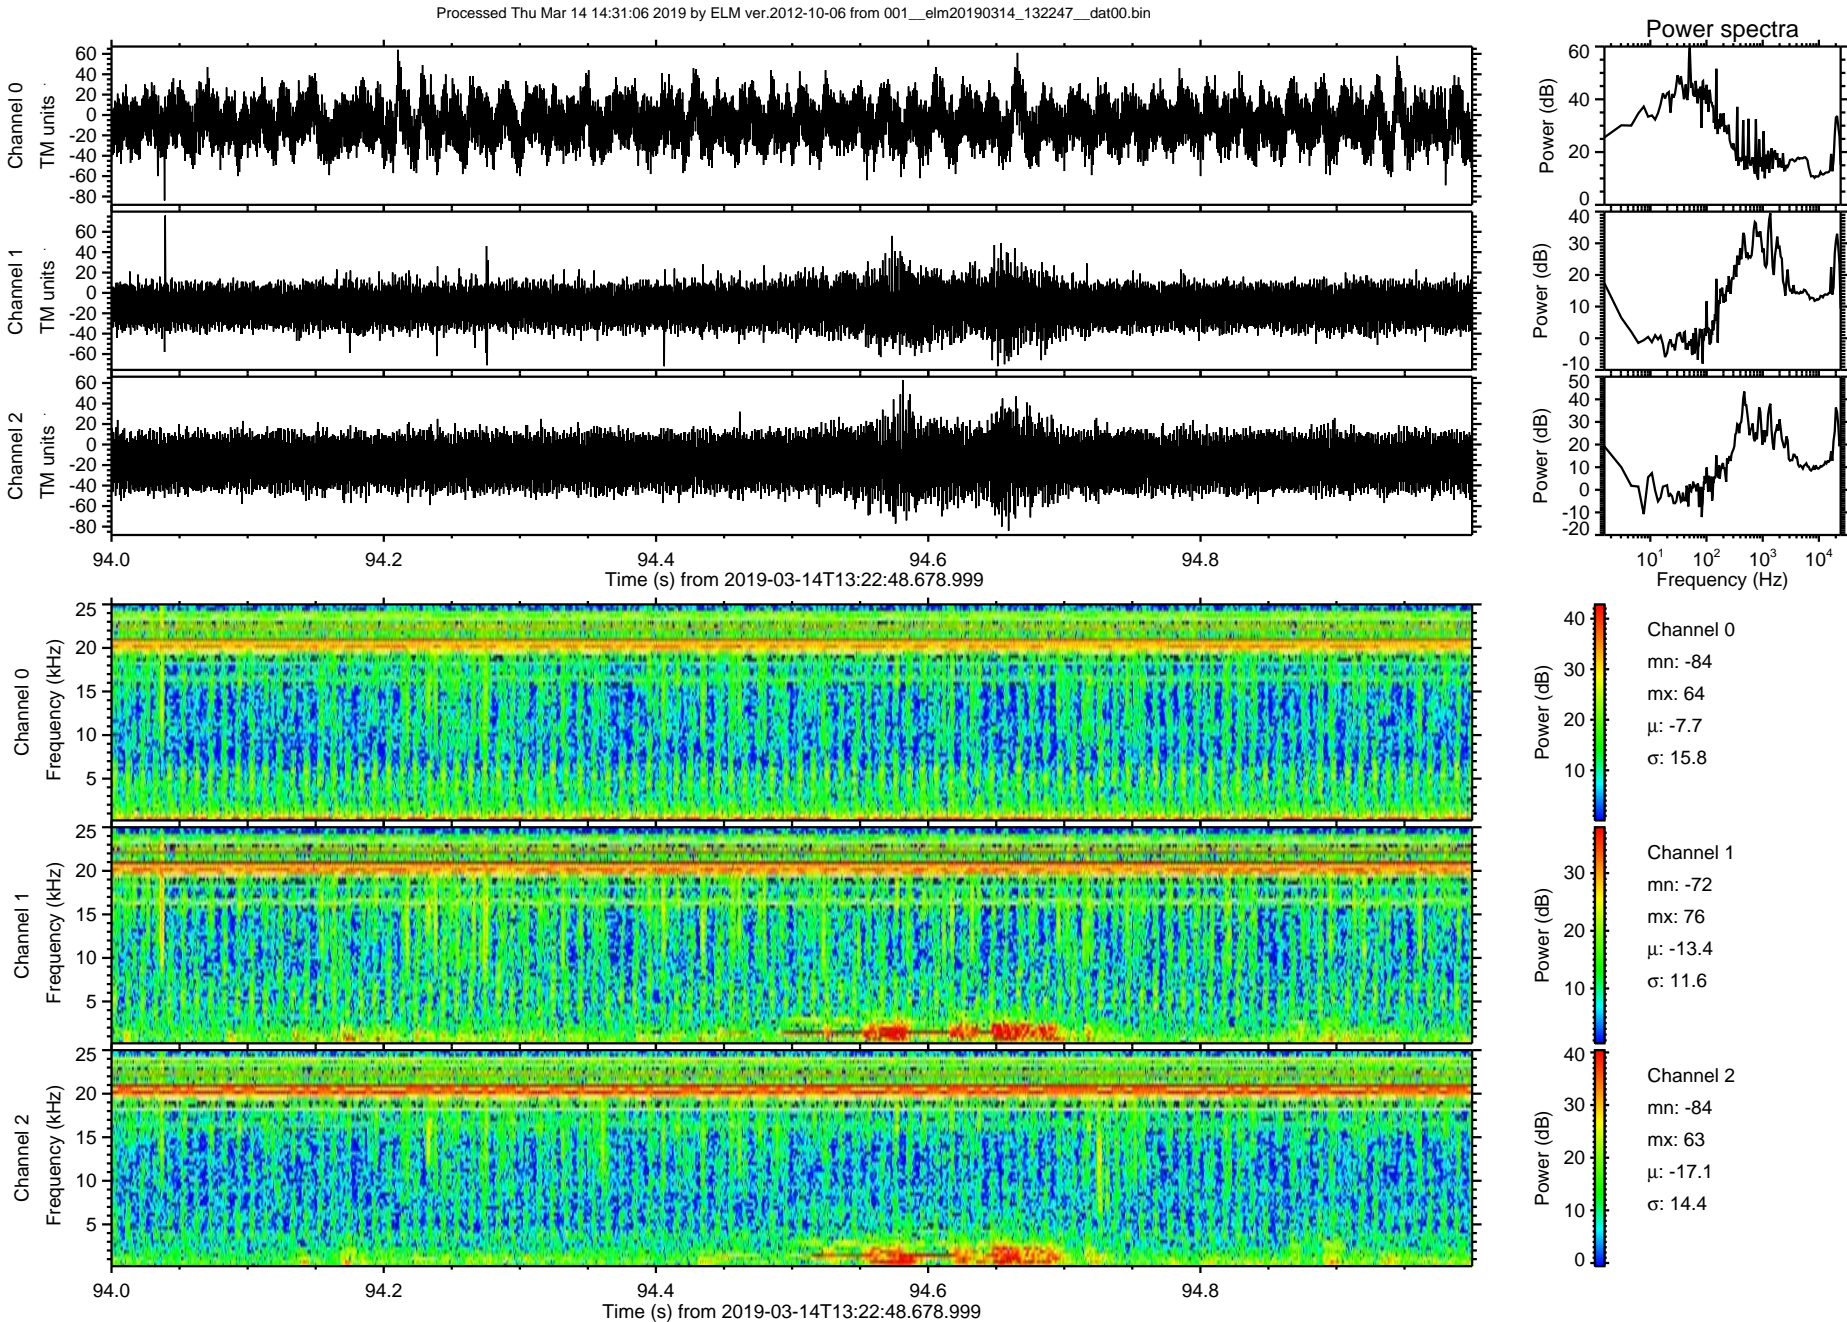 Processed Thu Mar 14 14:31:06 2019 by ELM ver.2012-10-06 from 001__elm20190314_132247__dat00.bin
Power spectra
Channel 0
TM units
60
40
20
0
-20
-40
-60
-80
Power (dB)
60
40
20
0
Channel 1
TM units
60
40
20
0
-20
-40
-60
Power (dB)
40
30
20
10
0
-10
Channel 2
TM units
60
40
20
0
-20
-40
-60
-80
Power (dB)
50
40
30
20
10
0
-10
-20
94.0 94.2 94.4 94.6 94.8
Time (s) from 2019-03-14T13:22:48.678.999
10^1 10^2 10^3 10^4
Frequency (Hz)
Channel 0
Frequency (kHz)
25
20
15
10
5
Power (dB)
40
30
20
10
Channel 0
mn: -84
mx: 64
μ: -7.7
σ: 15.8
Channel 1
Frequency (kHz)
25
20
15
10
5
Power (dB)
30
20
10
Channel 1
mn: -72
mx: 76
μ: -13.4
σ: 11.6
Channel 2
Frequency (kHz)
25
20
15
10
5
Power (dB)
40
30
20
10
0
Channel 2
mn: -84
mx: 63
μ: -17.1
σ: 14.4
94.0 94.2 94.4 94.6 94.8
Time (s) from 2019-03-14T13:22:48.678.999